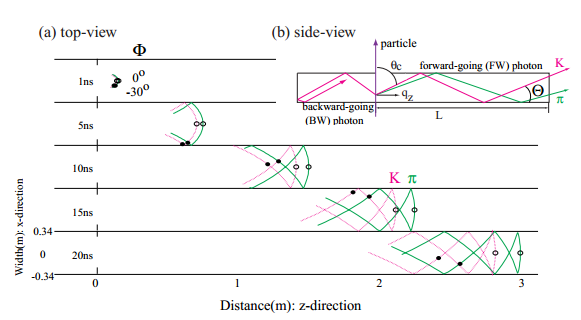 (a) top-view
(b) side-view
Φ
particle
θc
forward-going (FW) photon
K
1ns
0°
-30°
qz
Θ
π
backward-going
(BW) photon
L
5ns
10ns
K π
15ns
Width(m): x-direction
0.34
0
20ns
-0.34
0
1
2
3
Distance(m): z-direction